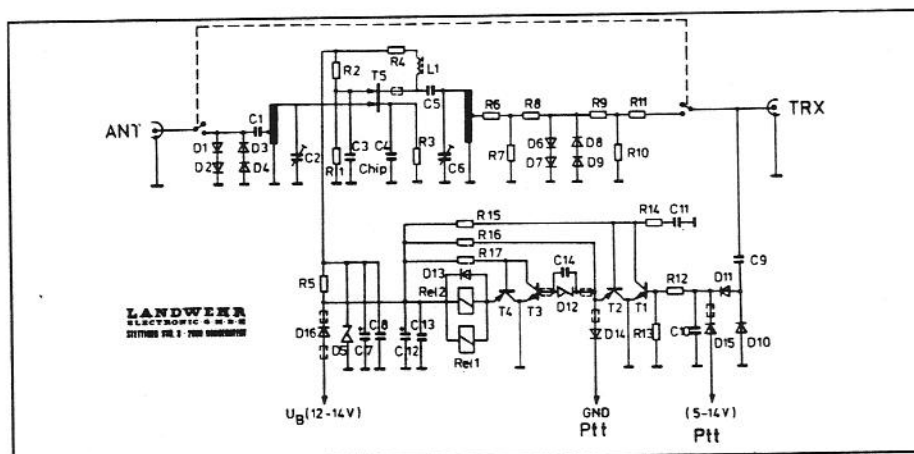 R4
R2
L1
T5
C5
ANT
C1
R6
R8
R9
R11
TRX
D1
D3
D2
D4
C2
R1
C3
C4
Chip
R3
C6
R7
D6
D7
D8
D9
R10
R15
R14
C11
R16
R17
C14
C9
R5
D13
Rel2
R12
D11
T4
T3
D12
T2
T1
LANDWEHR
ELECTRONIC GMBH
D16
D5
C7
C8
C12
C13
Rel1
D14
R13
C10
D15
D10
UB(12-14V)
GND
Ptt
(5-14V)
Ptt